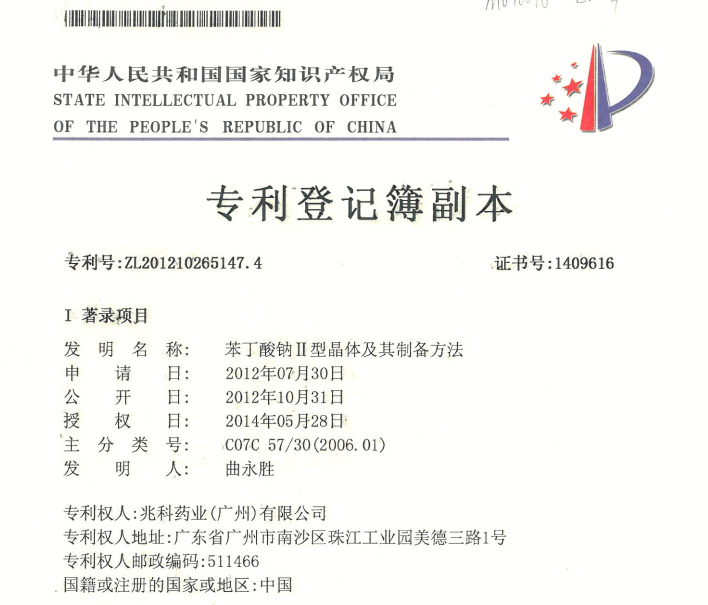 中华人民共和国国家知识产权局
STATE INTELLECTUAL PROPERTY OFFICE
OF THE PEOPLE'S REPUBLIC OF CHINA
专利登记簿副本
专利号:ZL201210265147.4 证书号:1409616
I 著录项目
发明名称: 苯丁酸钠Ⅱ型晶体及其制备方法
申请日: 2012年07月30日
公开日: 2012年10月31日
授权日: 2014年05月28日
主分类号: C07C 57/30(2006.01)
发明人: 曲永胜
专利权人:兆科药业(广州)有限公司
专利权人地址:广东省广州市南沙区珠江工业园美德三路1号
专利权人邮政编码:511466
国籍或注册的国家或地区:中国